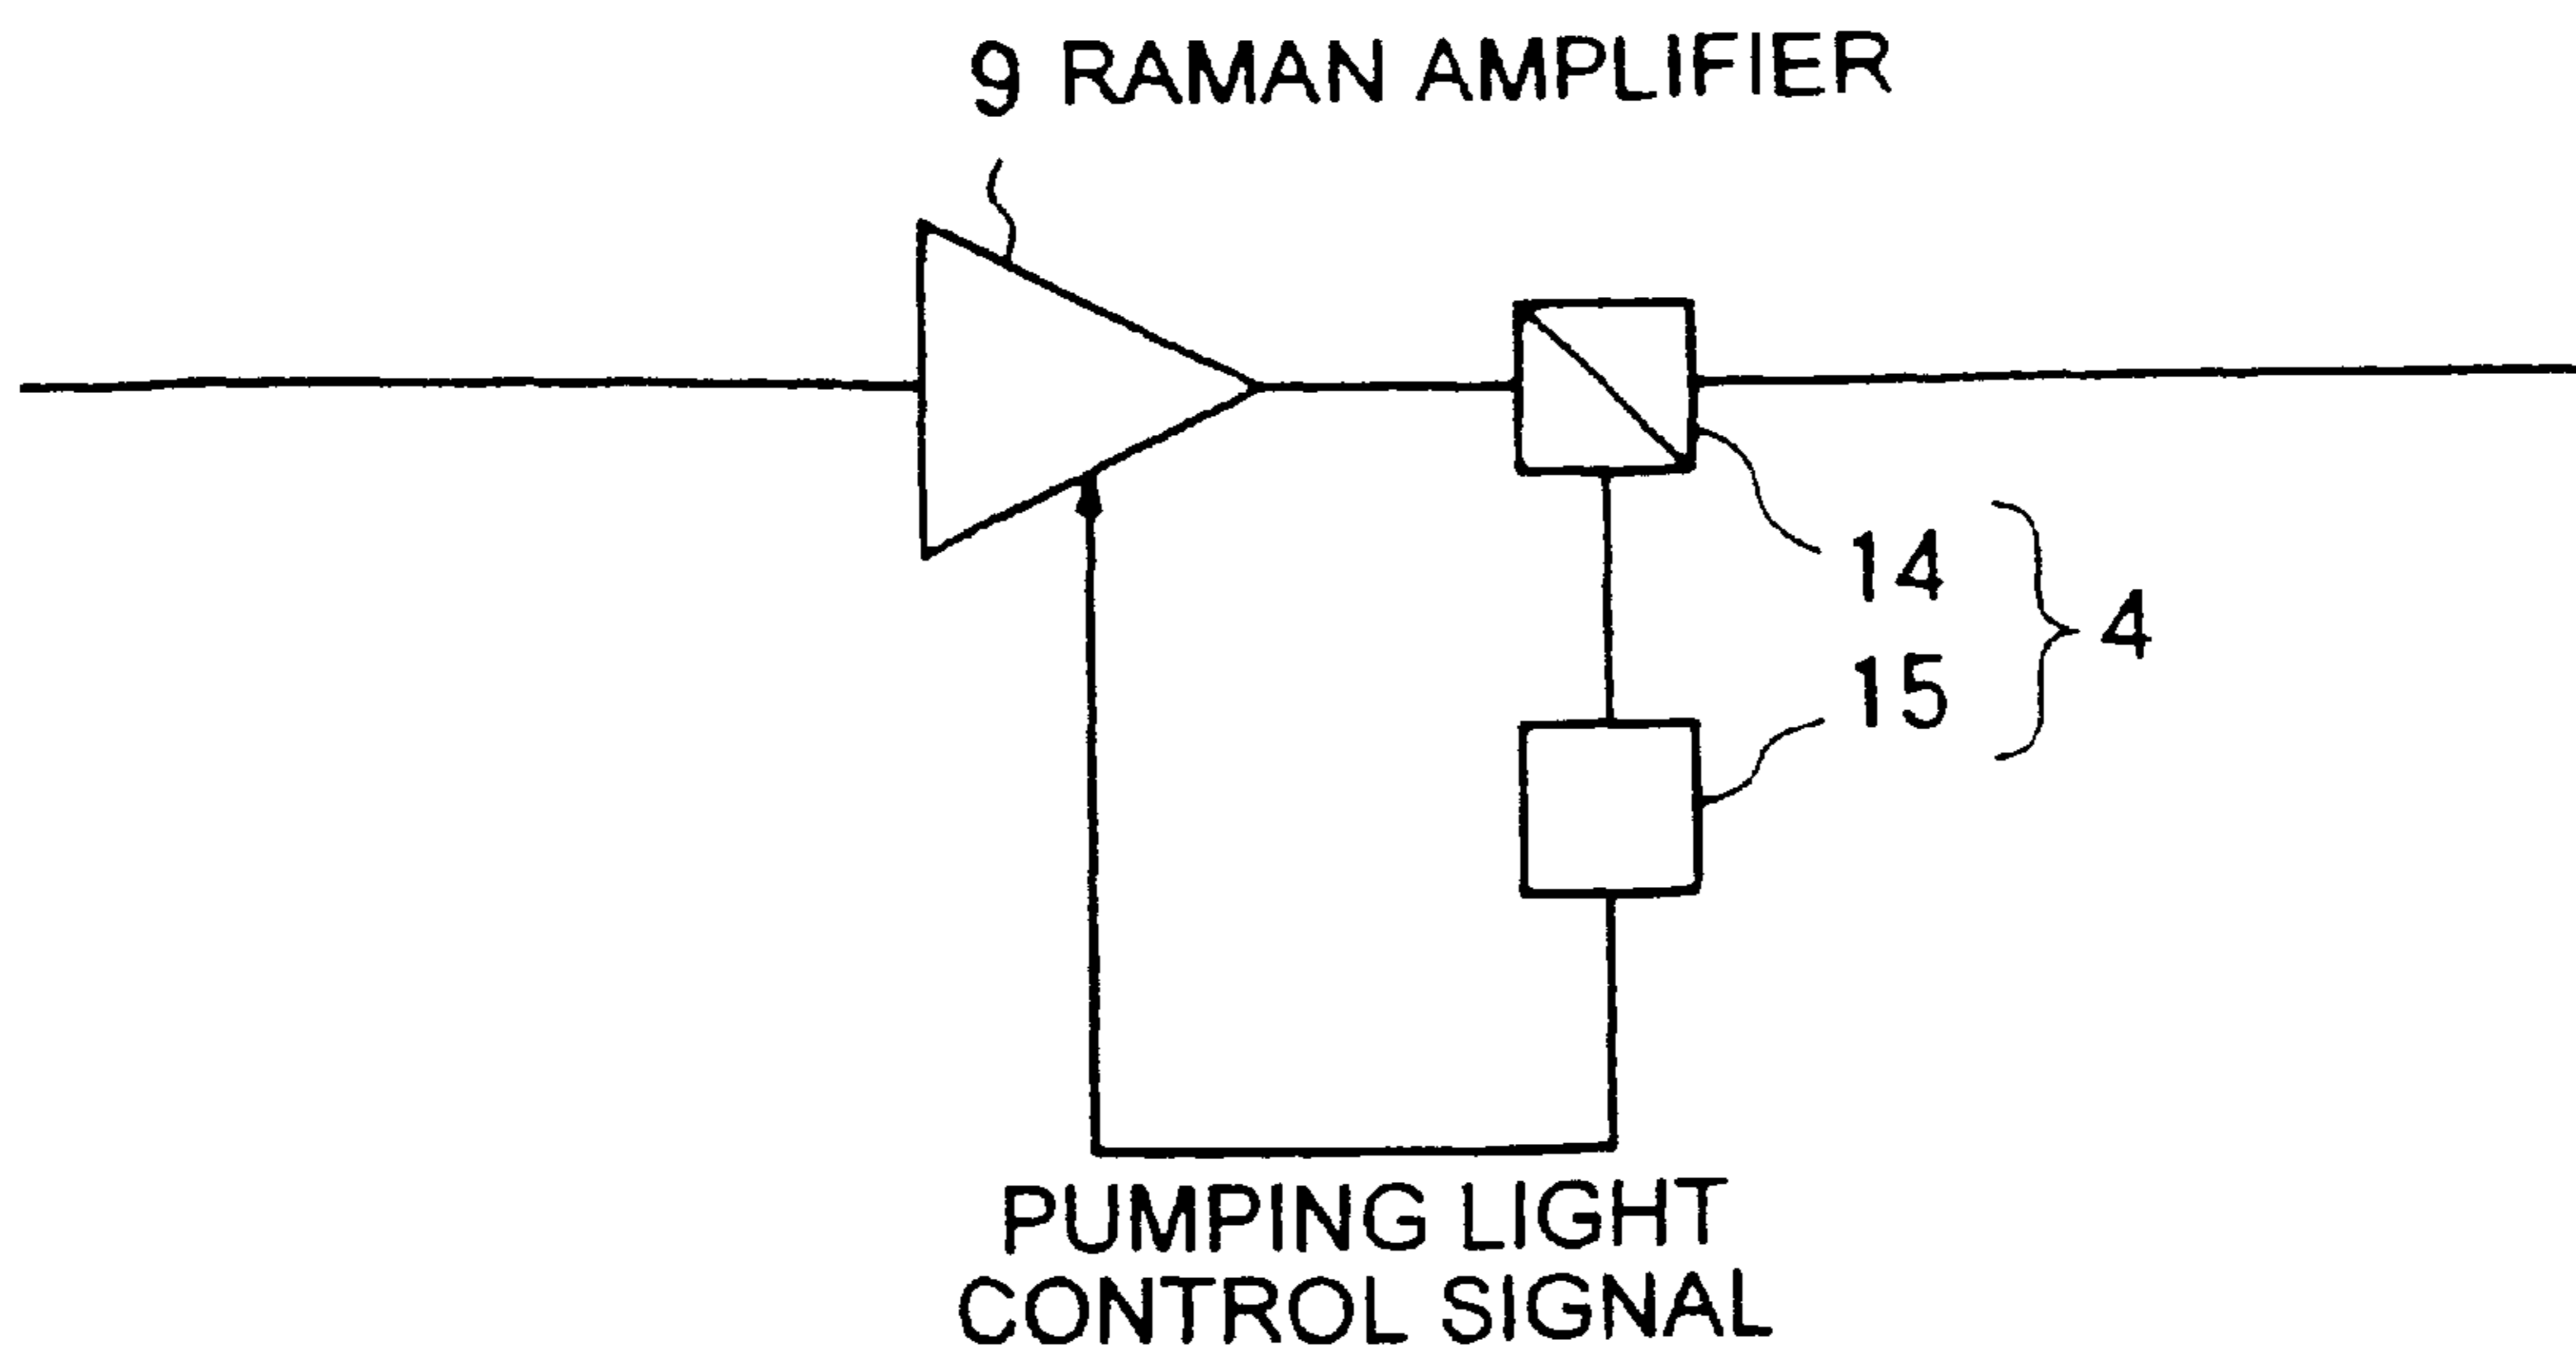 9 RAMAN AMPLIFIER
14
4
15
PUMPING LIGHT
CONTROL SIGNAL